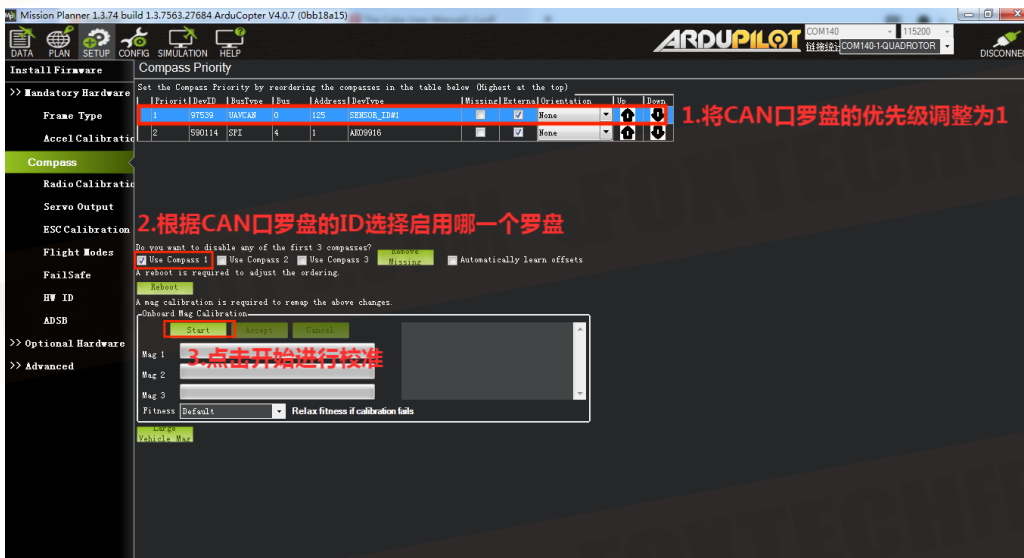 Mission Planner 1.3.74 build 1.3.7563.27684 ArduCopter V4.0.7 (0bb18a15)
DATA PLAN SETUP CONFIG SIMULATION HELP
ARDUPILOT
COM140 115200
COM140-1-QUADROTOR
DISCONNE
Install Firmware
Compass Priority
>> Mandatory Hardware
Set the Compass Priority by reordering the compasses in the table below (Highest at the top)
Priorit DevID BusType Bus Address DevType Missing External Orientation Up Down
1 97539 UAVCAN 0 125 SENSOR_ID#1 None
1.将CAN口罗盘的优先级调整为1
2 590114 SPI 4 1 AK09916 None
Frame Type
Accel Calibratic
Compass
Radio Calibratic
Servo Output
2.根据CAN口罗盘的ID选择启用哪一个罗盘
ESC Calibration
Do you want to disable any of the first 3 compasses?
Flight Modes
Use Compass 1 Use Compass 2 Use Compass 3 Remove Missing Automatically learn offsets
A reboot is required to adjust the ordering.
FailSafe
Reboot
HW ID
A mag calibration is required to remap the above changes.
Onboard Mag Calibration
ADSB
Start Accept Cancel
>> Optional Hardware
Mag 1
3.点击开始进行校准
>> Advanced
Mag 2
Mag 3
Fitness Default Relax fitness if calibration fails
Large
Vehicle Mag